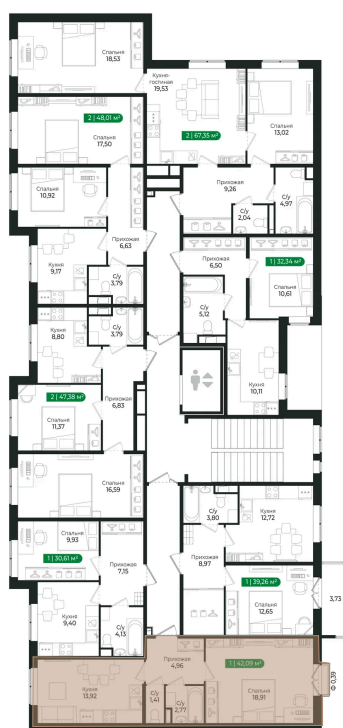 Спальня
18,53
Кухня-
гостиная
19,53
Спальня
13,02
2 | 48,01 м²
Спальня
17,50
2 | 67,35 м²
Спальня
10,92
Прихожая
9,26
С/у
4,97
С/у
2,04
Прихожая
6,63
Кухня
9,17
С/у
3,79
Прихожая
6,50
1 | 32,34 м²
Спальня
10,61
С/у
5,12
Кухня
8,80
С/у
3,79
Кухня
10,11
2 | 47,38 м²
Спальня
11,37
Прихожая
6,83
Спальня
16,59
С/у
3,80
Кухня
12,72
Спальня
9,93
1 | 30,61 м²
Прихожая
7,15
Прихожая
8,97
1 | 39,26 м²
Спальня
12,65
3,73
Кухня
9,40
С/у
4,13
Прихожая
4,96
1 | 42,09 м²
Кухня
13,92
С/у
1,41
С/у
2,77
Спальня
18,91
Ф 0,39